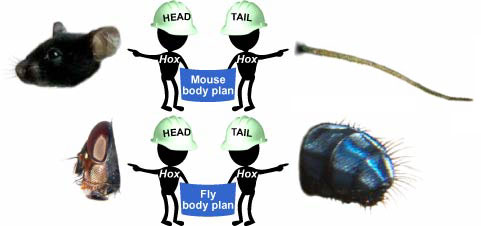 HEAD TAIL
Hox Hox
Mouse
body plan
HEAD TAIL
Hox Hox
Fly
body plan